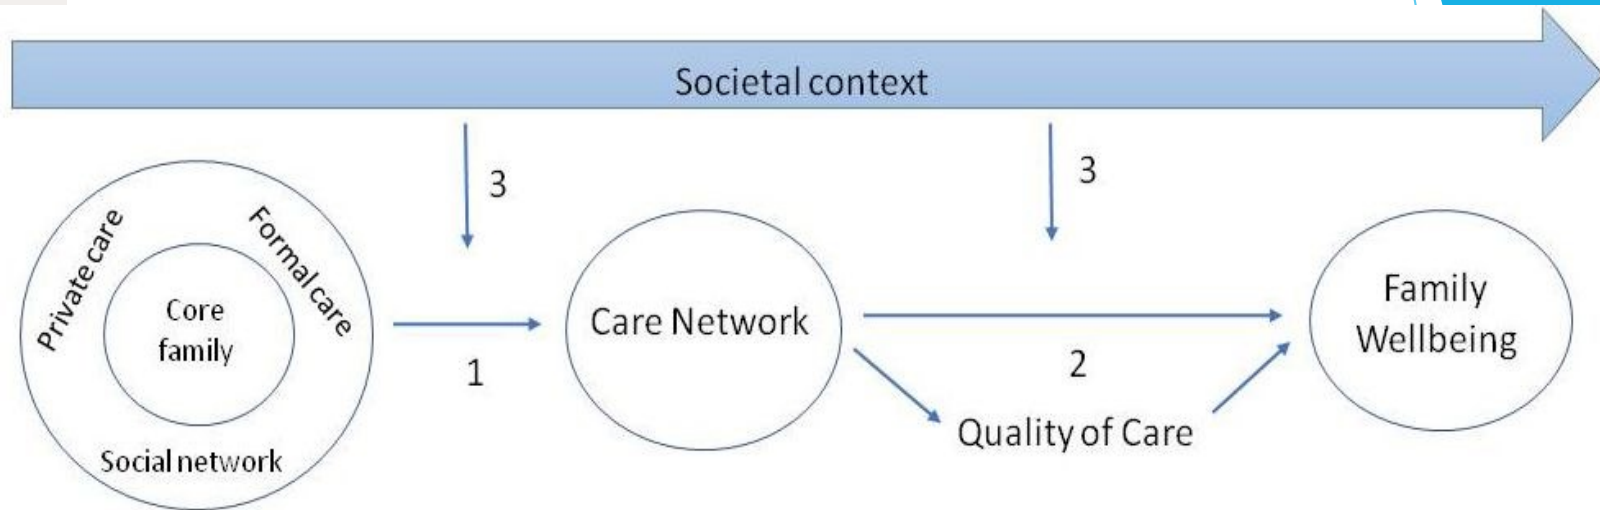 Societal context
3
3
Private care
Formal care
Core
family
Social network
1
Care Network
2
Quality of Care
Family
Wellbeing